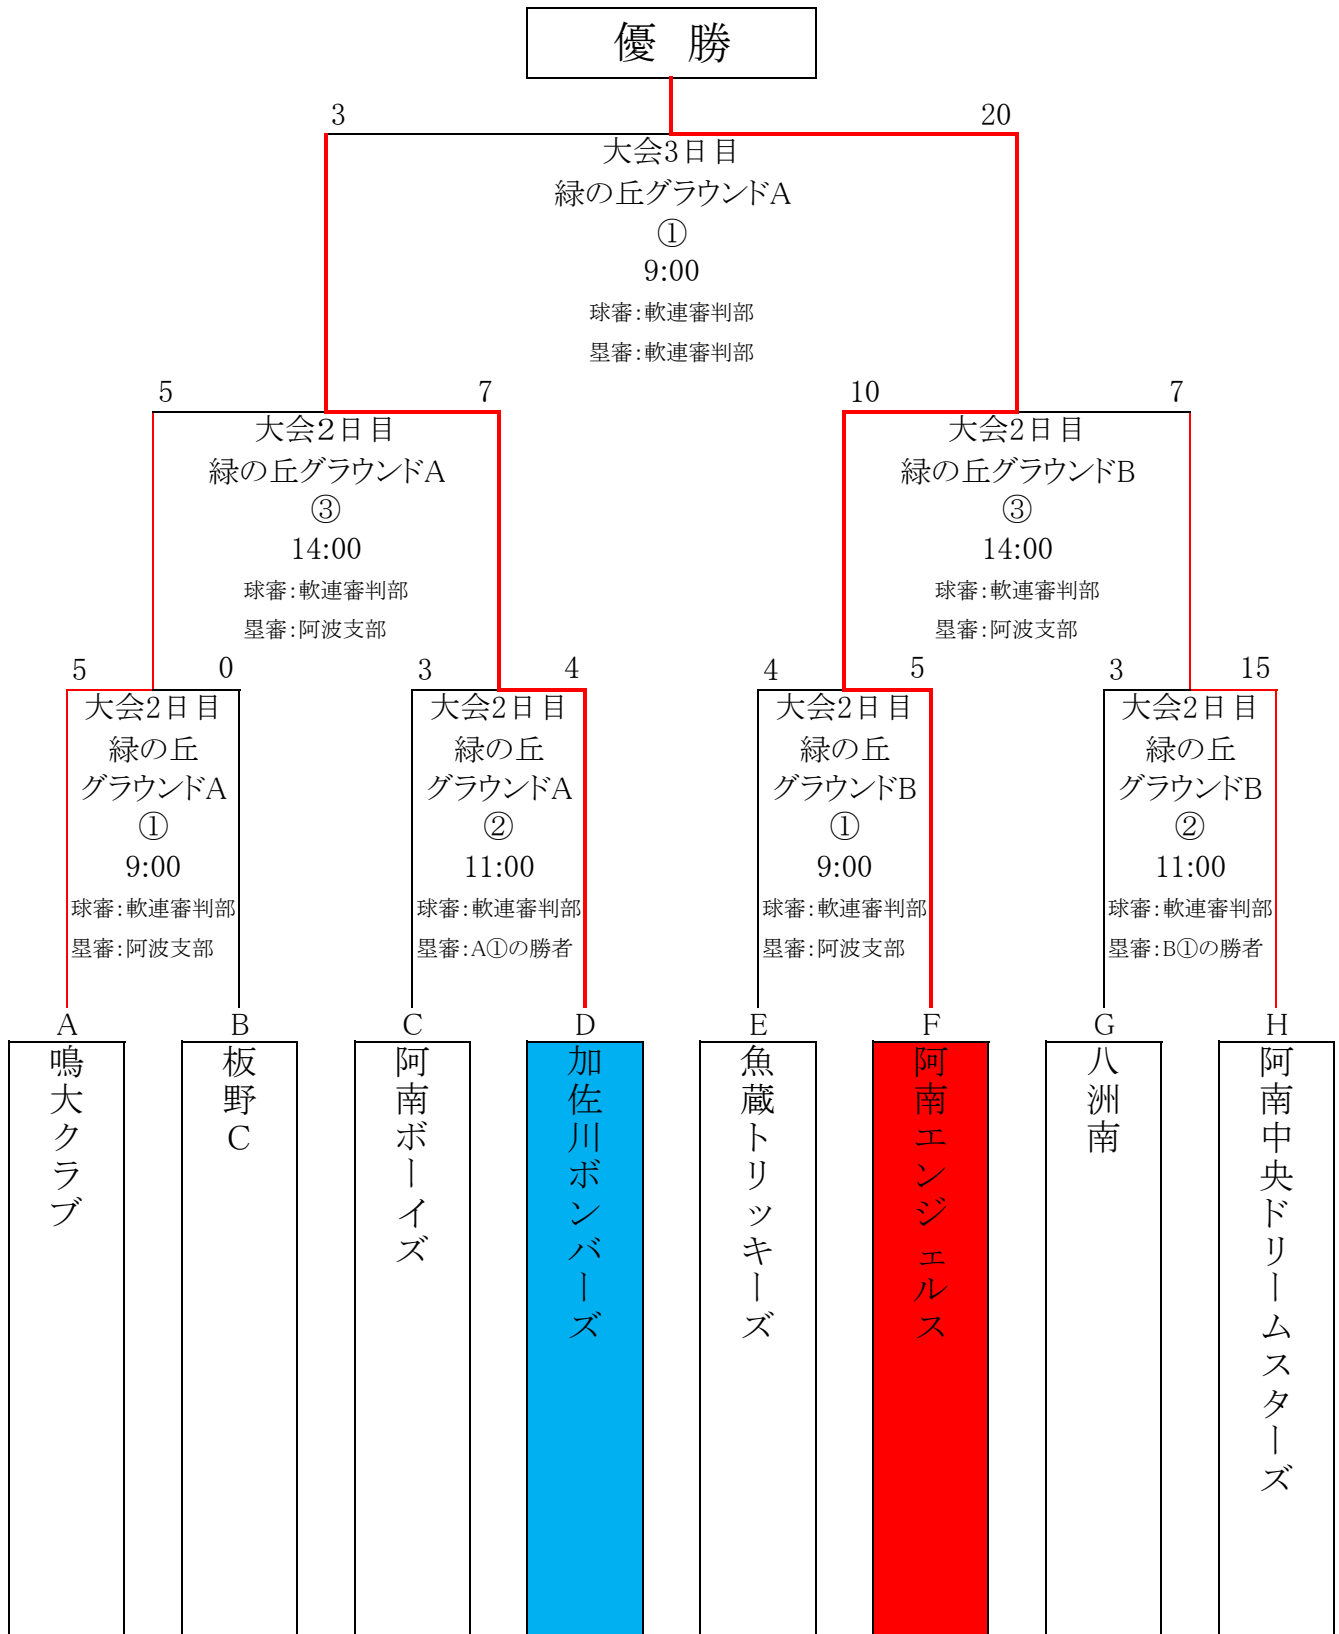 優 勝
3
20
大会3日目
緑の丘グラウンドA
①
9:00
球審：軟連審判部
塁審：軟連審判部
5
7
大会2日目
緑の丘グラウンドA
③
14:00
球審：軟連審判部
塁審：阿波支部
10
7
大会2日目
緑の丘グラウンドB
③
14:00
球審：軟連審判部
塁審：阿波支部
5
0
大会2日目
緑の丘
グラウンドA
①
9:00
球審：軟連審判部
塁審：阿波支部
3
4
大会2日目
緑の丘
グラウンドA
②
11:00
球審：軟連審判部
塁審：A①の勝者
4
5
大会2日目
緑の丘
グラウンドB
①
9:00
球審：軟連審判部
塁審：阿波支部
3
15
大会2日目
緑の丘
グラウンドB
②
11:00
球審：軟連審判部
塁審：B①の勝者
A
鳴大クラブ
B
板野C
C
阿南ボーイズ
D
加佐川ボンバーズ
E
魚蔵トリッキーズ
F
阿南エンジェルス
G
八洲南
H
阿南中央ドリームスターズ